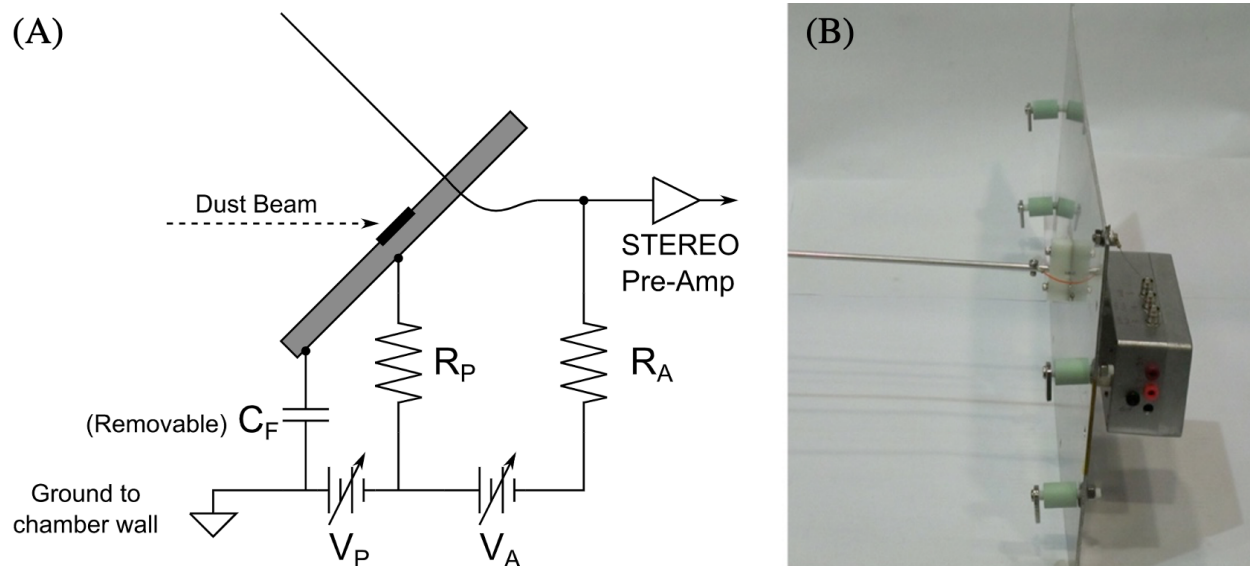 (A)
(B)
Dust Beam
STEREO
Pre-Amp
R_P
R_A
(Removable) C_F
Ground to
chamber wall
V_P
V_A